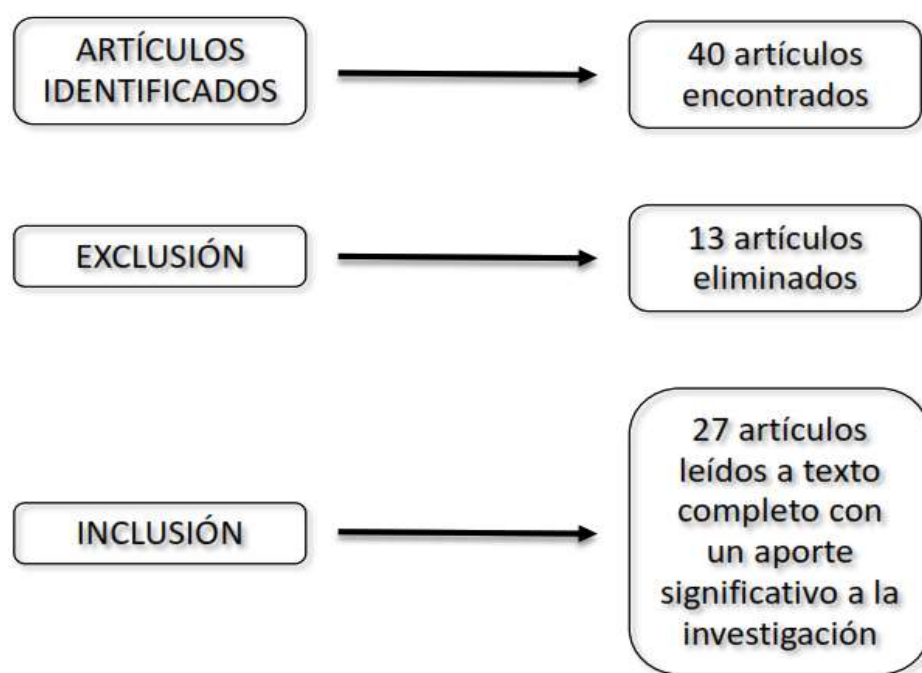 ARTÍCULOS
IDENTIFICADOS
40 artículos
encontrados
EXCLUSIÓN
13 artículos
eliminados
INCLUSIÓN
27 artículos
leídos a texto
completo con
un aporte
significativo a la
investigación